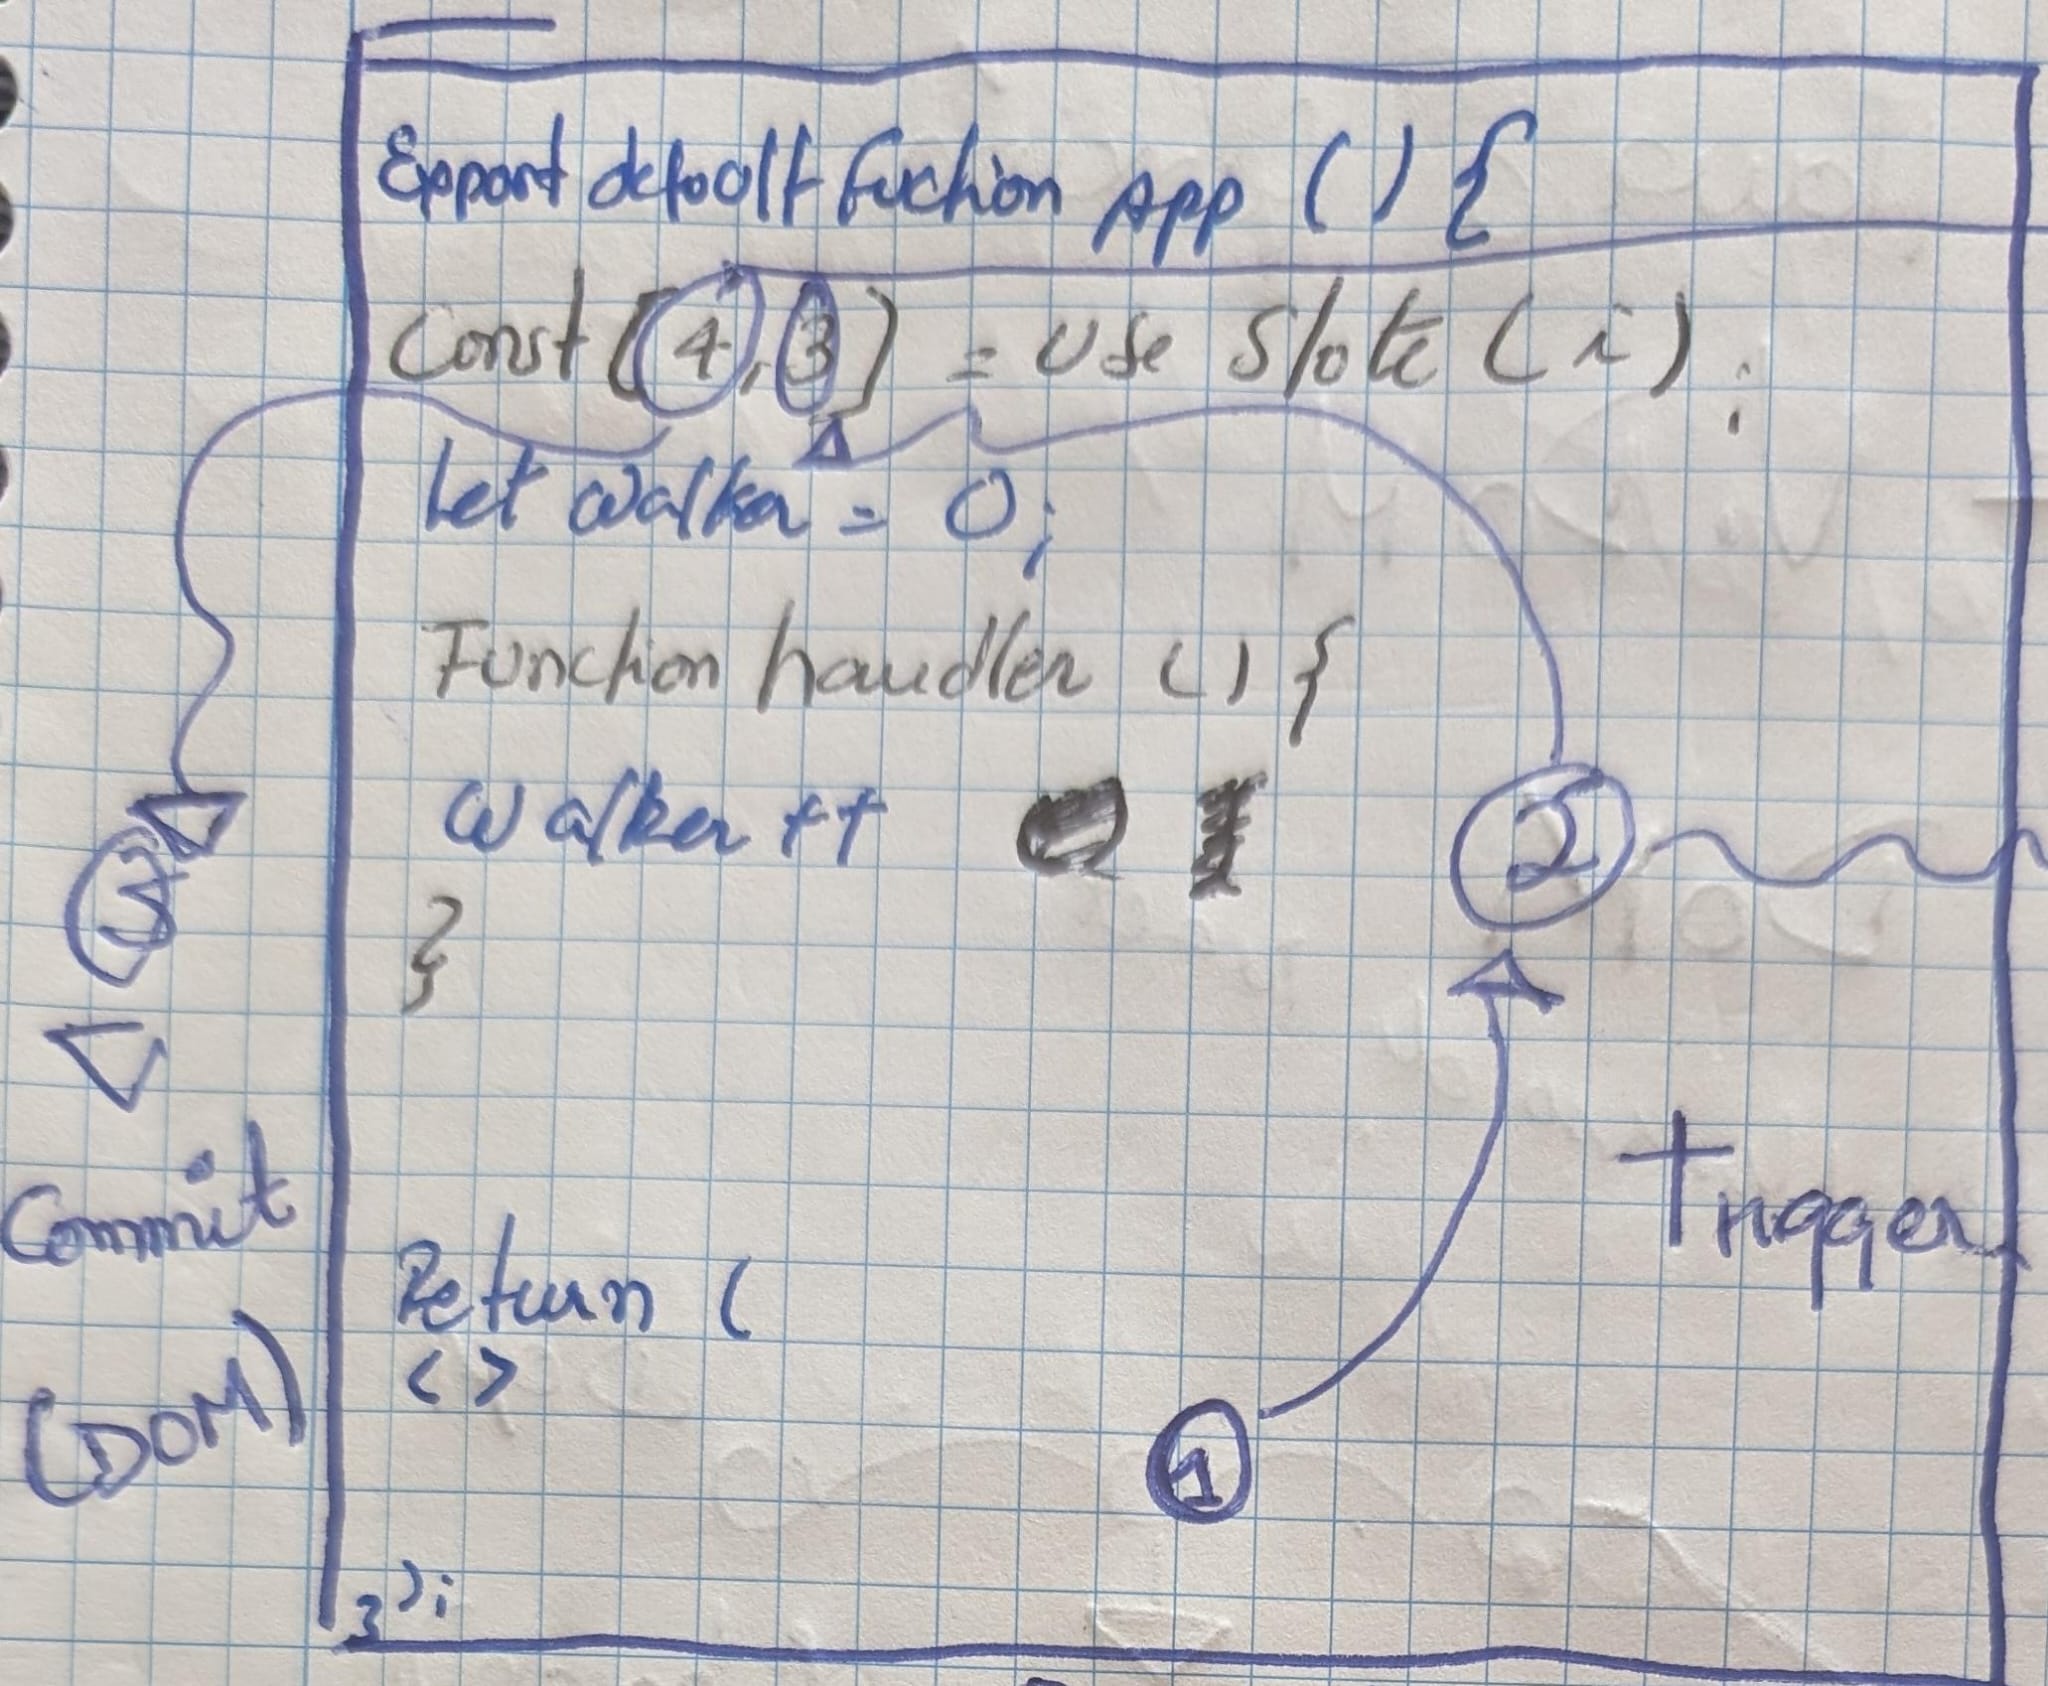 Export default Fuction App () {
Const [4, 3] = Use State (i) ;
Let walker = 0;
Function handler () {
walker ++
2
}
3
Trigger
Commit
(DOM)
Return (
< >
1
) ;
}